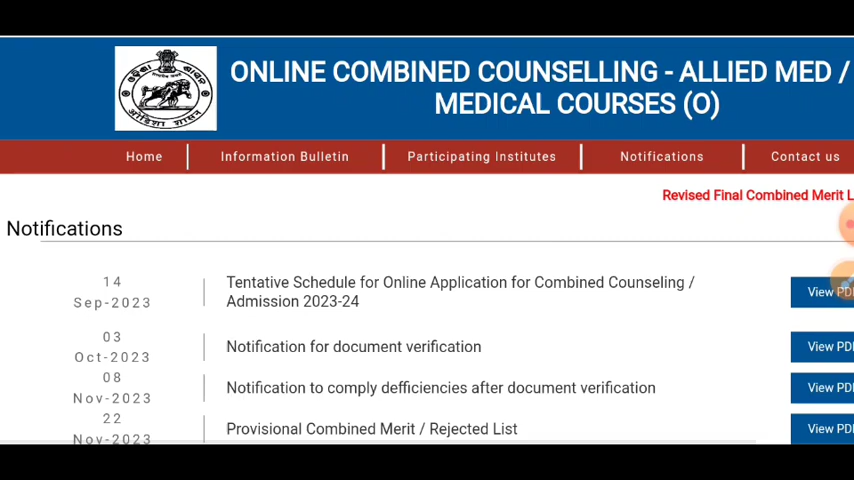 ONLINE COMBINED COUNSELLING - ALLIED MED /
MEDICAL COURSES (O)
Home
Information Bulletin
Participating Institutes
Notifications
Contact us
Revised Final Combined Merit L
Notifications
14
Sep-2023
Tentative Schedule for Online Application for Combined Counseling /
Admission 2023-24
View PD
03
Oct-2023
Notification for document verification
View PD
08
Nov-2023
Notification to comply defficiencies after document verification
View PD
22
Nov-2023
Provisional Combined Merit / Rejected List
View PD